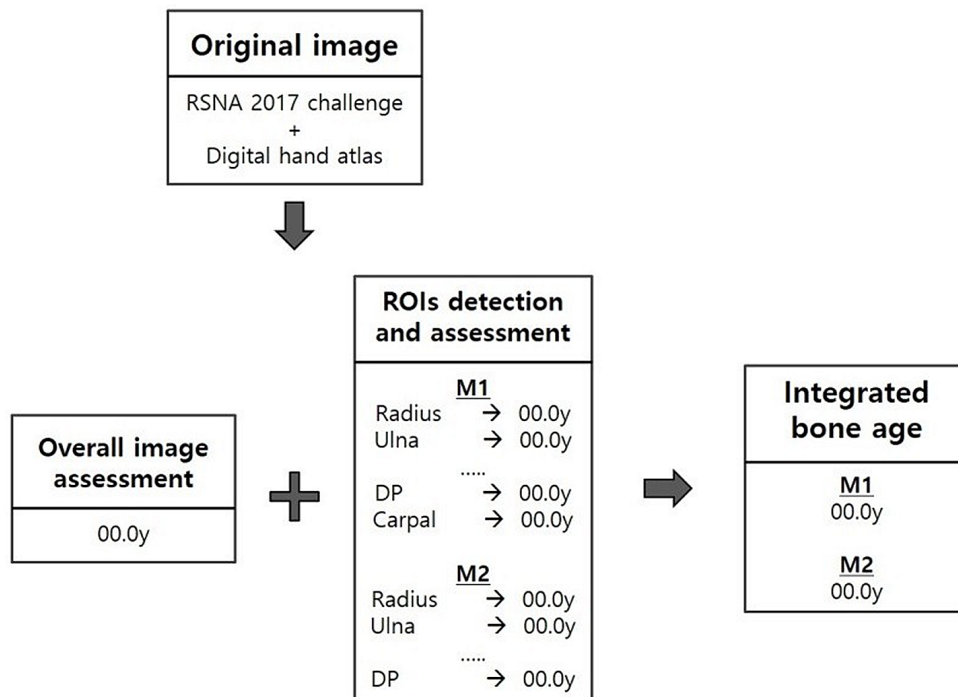 Original image
RSNA 2017 challenge
+
Digital hand atlas
Overall image
assessment
00.0y
ROIs detection
and assessment
M1
Radius → 00.0y
Ulna → 00.0y
.....
DP → 00.0y
Carpal → 00.0y
M2
Radius → 00.0y
Ulna → 00.0y
.....
DP → 00.0y
Integrated
bone age
M1
00.0y
M2
00.0y